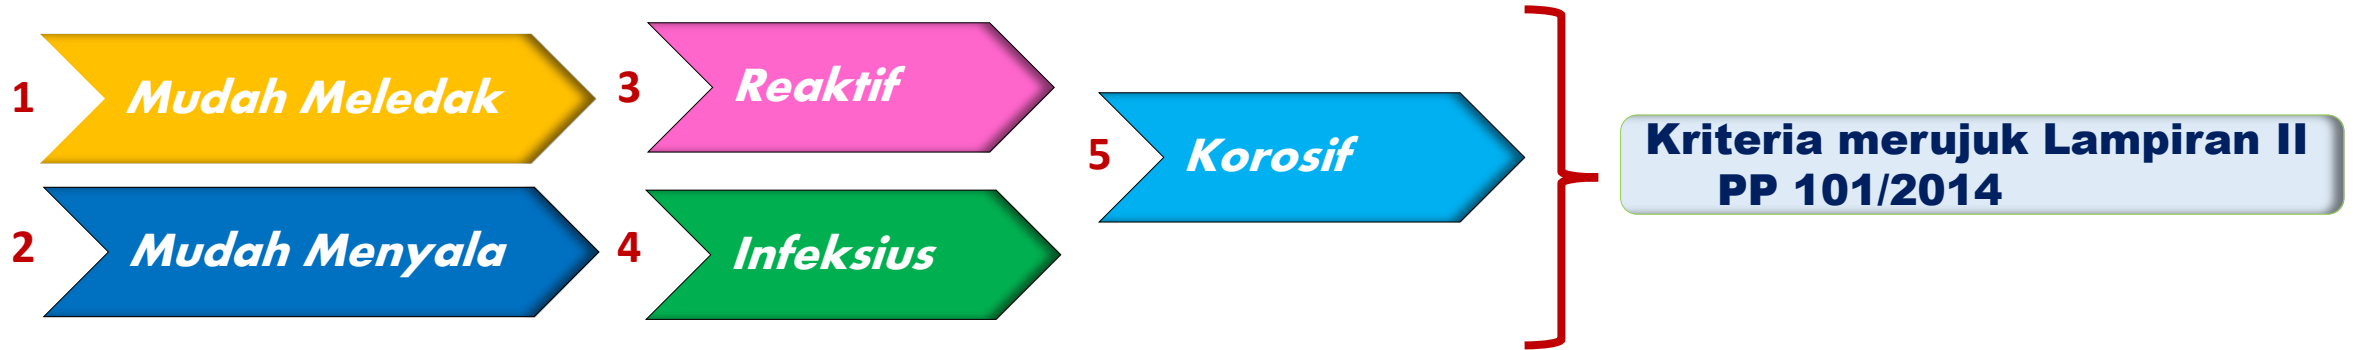 1 Mudah Meledak
2 Mudah Menyala
3 Reaktif
4 Infeksius
5 Korosif
Kriteria merujuk Lampiran II
PP 101/2014